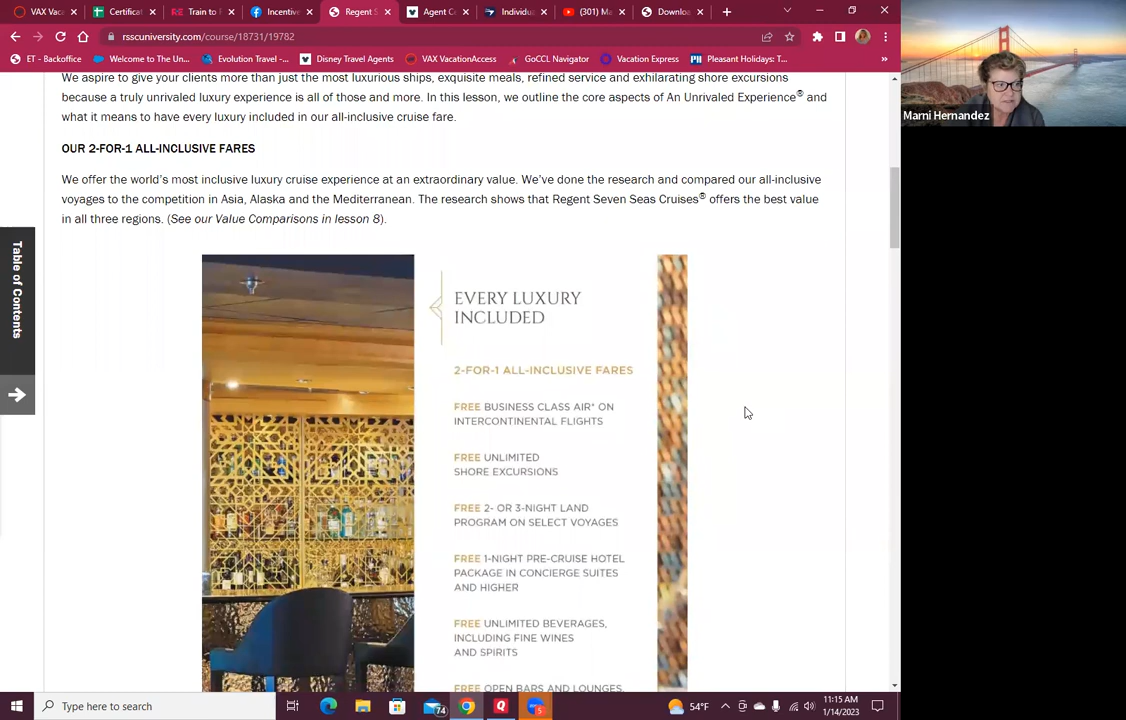 VAX Vaca
Certificat
Train to F
Incentive
Regent S
Agent Ce
Individua
(301) Ma
Downloa
rsscuniversity.com/course/18731/19782
ET - Backoffice
Welcome to The Un...
Evolution Travel -...
Disney Travel Agents
VAX VacationAccess
GoCCL Navigator
Vacation Express
Pleasant Holidays: T...
Marni Hernandez
We aspire to give your clients more than just the most luxurious ships, exquisite meals, refined service and exhilarating shore excursions
because a truly unrivaled luxury experience is all of those and more. In this lesson, we outline the core aspects of An Unrivaled Experience® and
what it means to have every luxury included in our all-inclusive cruise fare.
OUR 2-FOR-1 ALL-INCLUSIVE FARES
We offer the world's most inclusive luxury cruise experience at an extraordinary value. We've done the research and compared our all-inclusive
voyages to the competition in Asia, Alaska and the Mediterranean. The research shows that Regent Seven Seas Cruises® offers the best value
in all three regions. (See our Value Comparisons in lesson 8).
Table of Contents
EVERY LUXURY
INCLUDED
2-FOR-1 ALL-INCLUSIVE FARES
FREE BUSINESS CLASS AIR* ON
INTERCONTINENTAL FLIGHTS
FREE UNLIMITED
SHORE EXCURSIONS
FREE 2- OR 3-NIGHT LAND
PROGRAM ON SELECT VOYAGES
FREE 1-NIGHT PRE-CRUISE HOTEL
PACKAGE IN CONCIERGE SUITES
AND HIGHER
FREE UNLIMITED BEVERAGES,
INCLUDING FINE WINES
AND SPIRITS
FREE OPEN BARS AND LOUNGES,
Type here to search
74
54°F
11:15 AM
1/14/2023